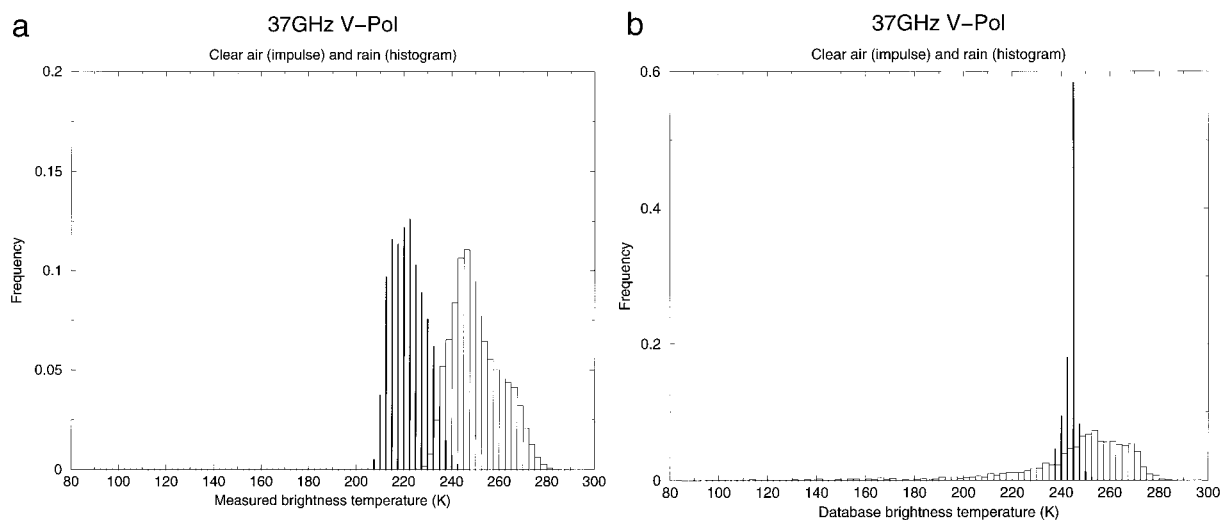 a
37GHz V−Pol
Clear air (impulse) and rain (histogram)
0.2
0.15
0.1
0.05
0
Frequency
80 100 120 140 160 180 200 220 240 260 280 300
Measured brightness temperature (K)
b
37GHz V−Pol
Clear air (impulse) and rain (histogram)
0.6
0.4
0.2
0
Frequency
80 100 120 140 160 180 200 220 240 260 280 300
Database brightness temperature (K)